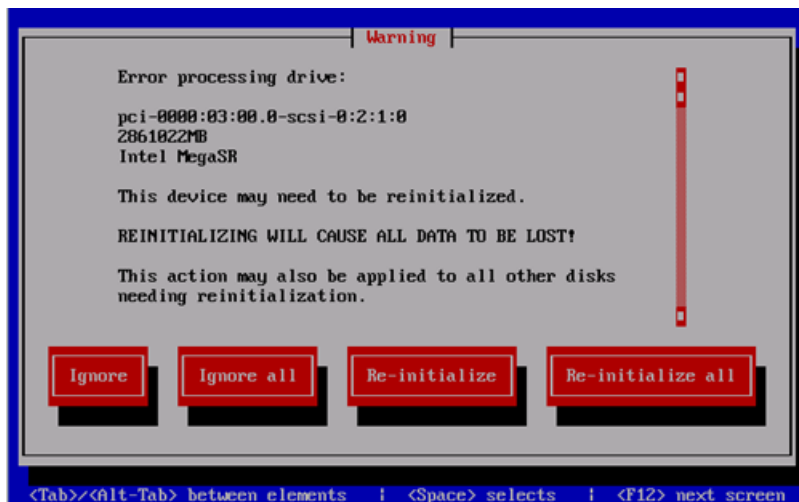 Warning
Error processing drive:
pci-0000:03:00.0-scsi-0:2:1:0
2861022MB
Intel MegaSR
This device may need to be reinitialized.
REINITIALIZING WILL CAUSE ALL DATA TO BE LOST!
This action may also be applied to all other disks
needing reinitialization.
Ignore Ignore all Re-initialize Re-initialize all
<Tab>/<Alt-Tab> between elements | <Space> selects | <F12> next screen